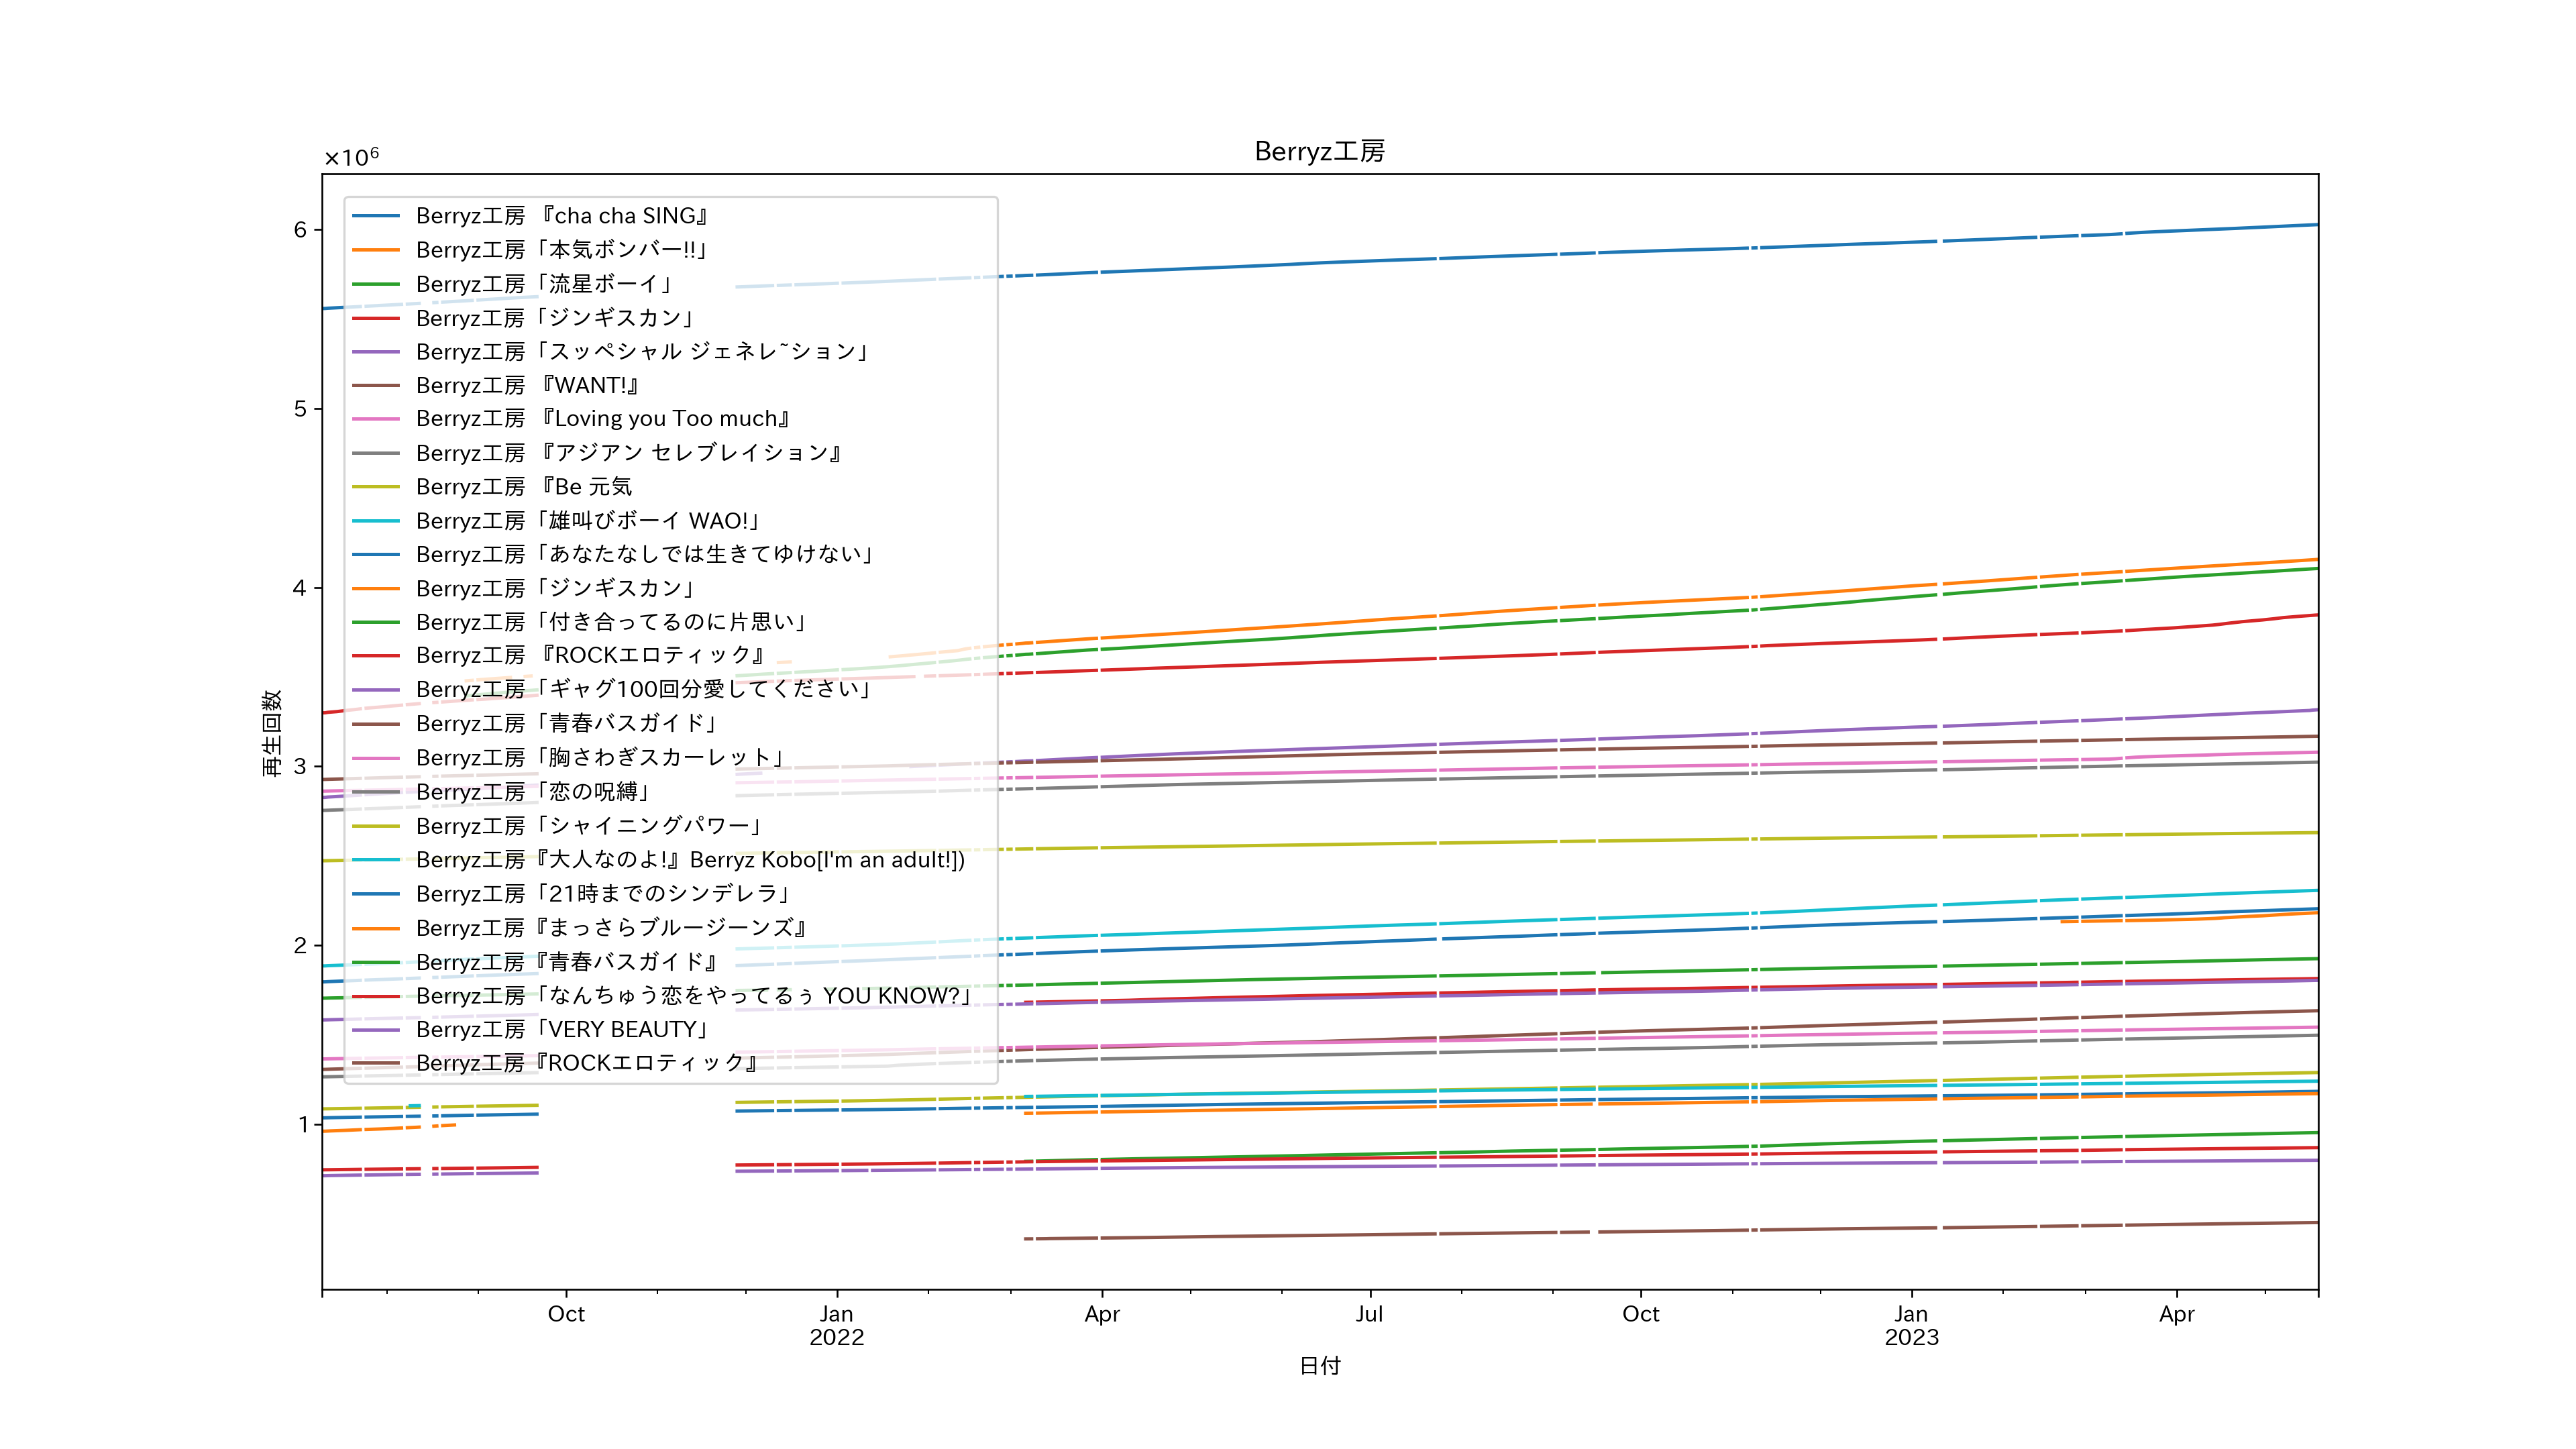 Berryz工房
×10⁶
6
5
4
3
2
1
再生回数
Berryz工房 『cha cha SING』
Berryz工房「本気ボンバー!!」
Berryz工房「流星ボーイ」
Berryz工房「ジンギスカン」
Berryz工房「スッペシャル ジェネレ~ション」
Berryz工房 『WANT!』
Berryz工房 『Loving you Too much』
Berryz工房 『アジアン セレブレイション』
Berryz工房 『Be 元気
Berryz工房「雄叫びボーイ WAO!」
Berryz工房「あなたなしでは生きてゆけない」
Berryz工房「ジンギスカン」
Berryz工房「付き合ってるのに片思い」
Berryz工房 『ROCKエロティック』
Berryz工房「ギャグ100回分愛してください」
Berryz工房「青春バスガイド」
Berryz工房「胸さわぎスカーレット」
Berryz工房「恋の呪縛」
Berryz工房「シャイニングパワー」
Berryz工房『大人なのよ!』Berryz Kobo[I'm an adult!])
Berryz工房「21時までのシンデレラ」
Berryz工房『まっさらブルージーンズ』
Berryz工房『青春バスガイド』
Berryz工房「なんちゅう恋をやってるぅ YOU KNOW?」
Berryz工房「VERY BEAUTY」
Berryz工房『ROCKエロティック』
Oct Jan Apr Jul Oct Jan Apr
2022 2023
日付